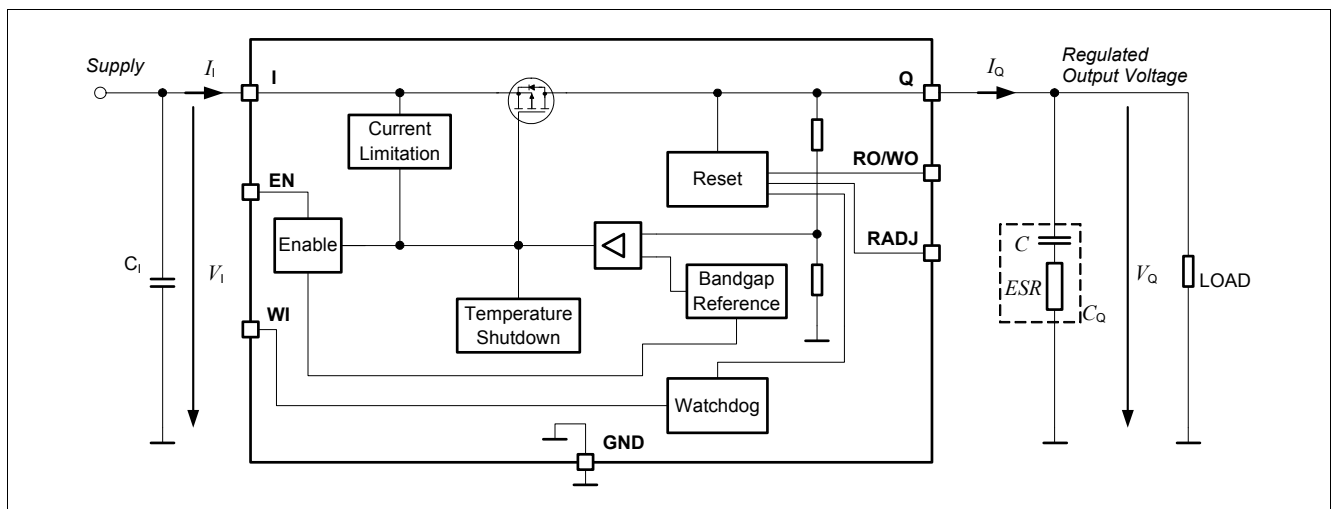 Supply
I_I
I
Q
I_Q
Regulated
Output Voltage
Current
Limitation
RO/WO
Reset
EN
Enable
RADJ
C
C_I
V_I
Bandgap
Reference
ESR
V_Q
LOAD
WI
Temperature
Shutdown
C_Q
Watchdog
GND